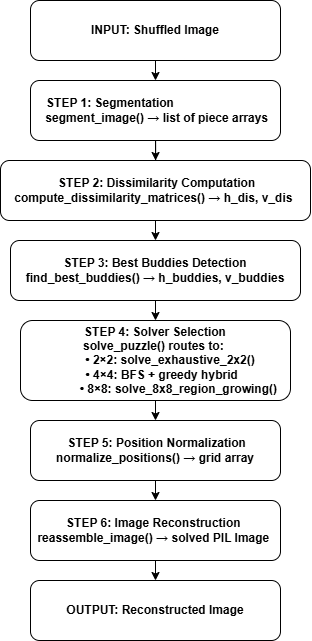 INPUT: Shuffled Image
STEP 1: Segmentation
segment_image() → list of piece arrays
STEP 2: Dissimilarity Computation
compute_dissimilarity_matrices() → h_dis, v_dis
STEP 3: Best Buddies Detection
find_best_buddies() → h_buddies, v_buddies
STEP 4: Solver Selection
solve_puzzle() routes to:
• 2×2: solve_exhaustive_2x2()
• 4×4: BFS + greedy hybrid
• 8×8: solve_8x8_region_growing()
STEP 5: Position Normalization
normalize_positions() → grid array
STEP 6: Image Reconstruction
reassemble_image() → solved PIL Image
OUTPUT: Reconstructed Image